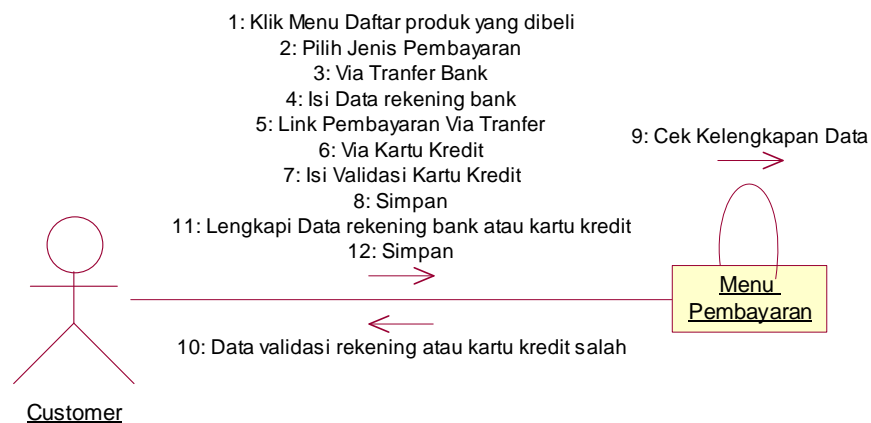 1: Klik Menu Daftar produk yang dibeli
2: Pilih Jenis Pembayaran
3: Via Tranfer Bank
4: Isi Data rekening bank
5: Link Pembayaran Via Tranfer
6: Via Kartu Kredit
7: Isi Validasi Kartu Kredit
8: Simpan
11: Lengkapi Data rekening bank atau kartu kredit
12: Simpan
9: Cek Kelengkapan Data
Menu
Pembayaran
10: Data validasi rekening atau kartu kredit salah
Customer